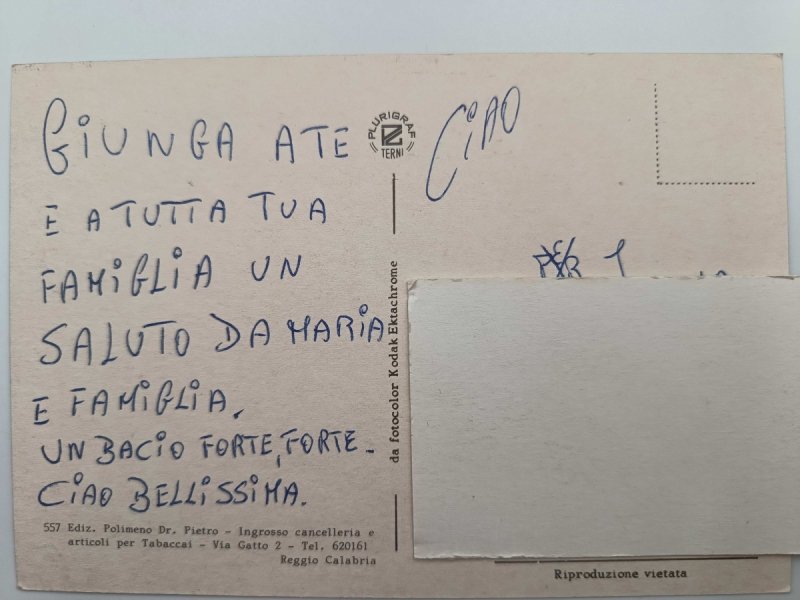 GIUNGA ATE
E A TUTTA TUA
FAMIGLIA UN
SALUTO DA MARIA
E FAMIGLIA.
UN BACIO FORTE, FORTE-
CIAO BELLISSIMA.
557 Ediz. Polimeno Dr. Pietro - Ingrosso cancelleria e
articoli per Tabaccai - Via Gatto 2 - Tel. 620161
Reggio Calabria
PLURIGRAF
TERNI
da fotocolor Kodak Ektachrome
CIAO
Riproduzione vietata